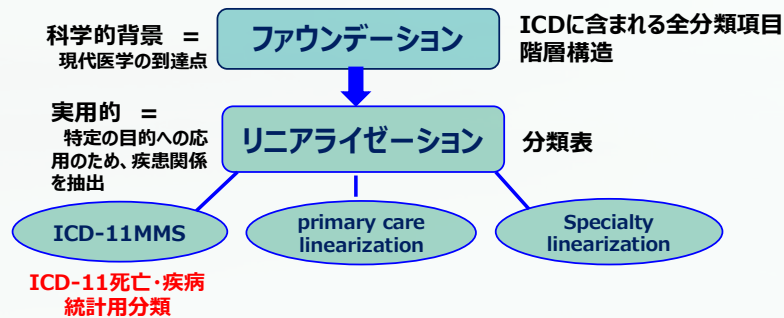 科学的背景 =
現代医学の到達点
ファウンデーション
ICDに含まれる全分類項目
階層構造
実用的 =
特定の目的への応
用のため、疾患関係
を抽出
リニアライゼーション
分類表
ICD-11MMS
primary care
linearization
Specialty
linearization
ICD-11死亡・疾病
統計用分類